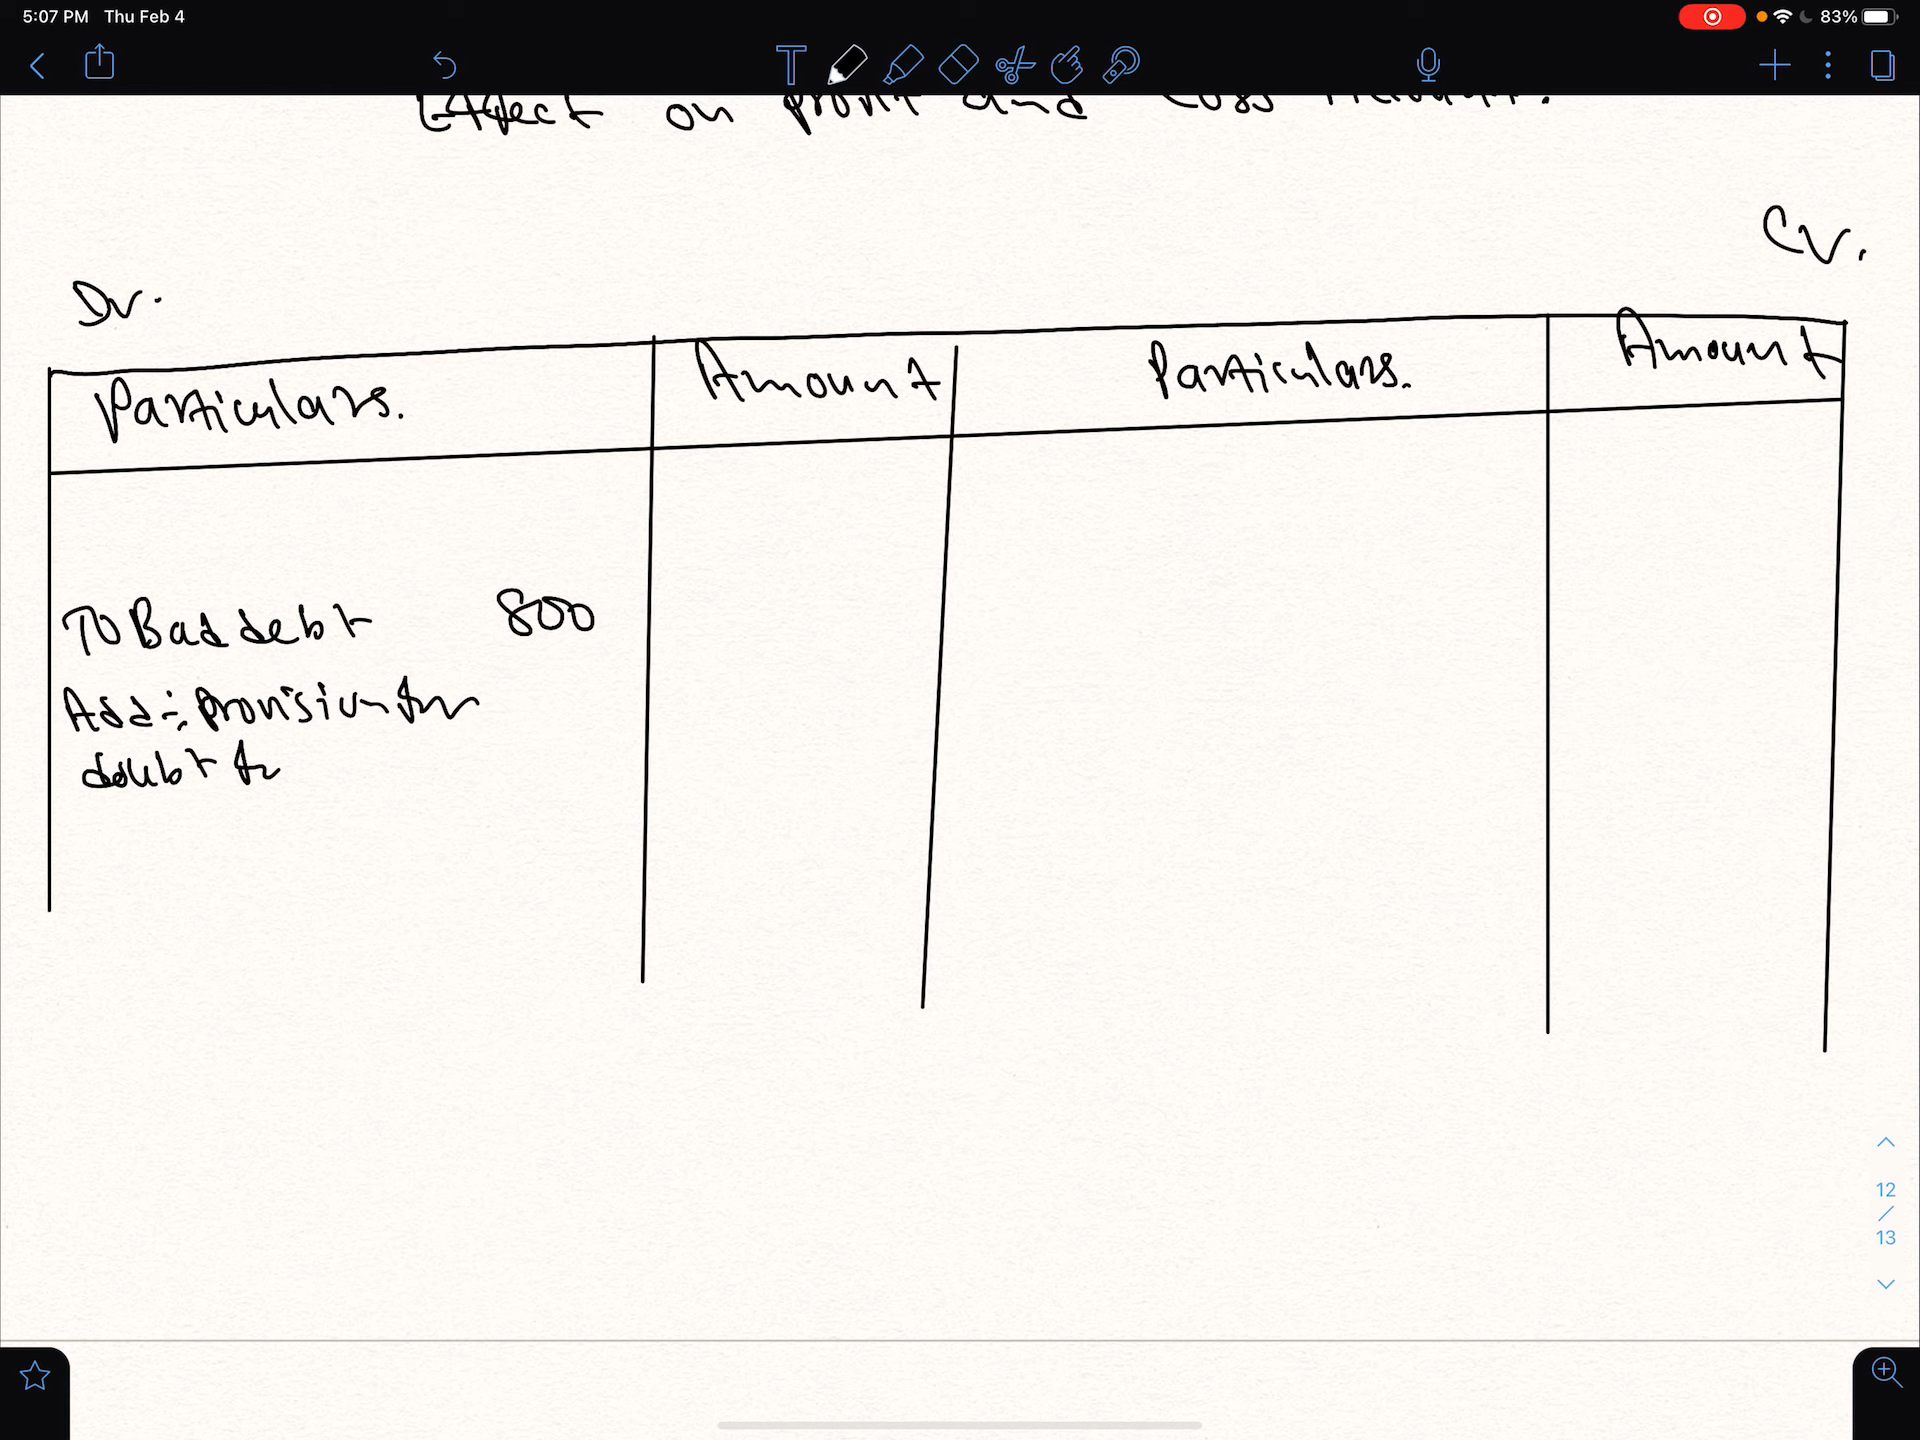 5:07 PM Thu Feb 4
83%
Effect on profit and Loss Account.
Dr.
Cr.
Particulars.
Amount
Particulars.
Amount
To Bad debt 800
Add:- provision for
doubt fu
12
/
13